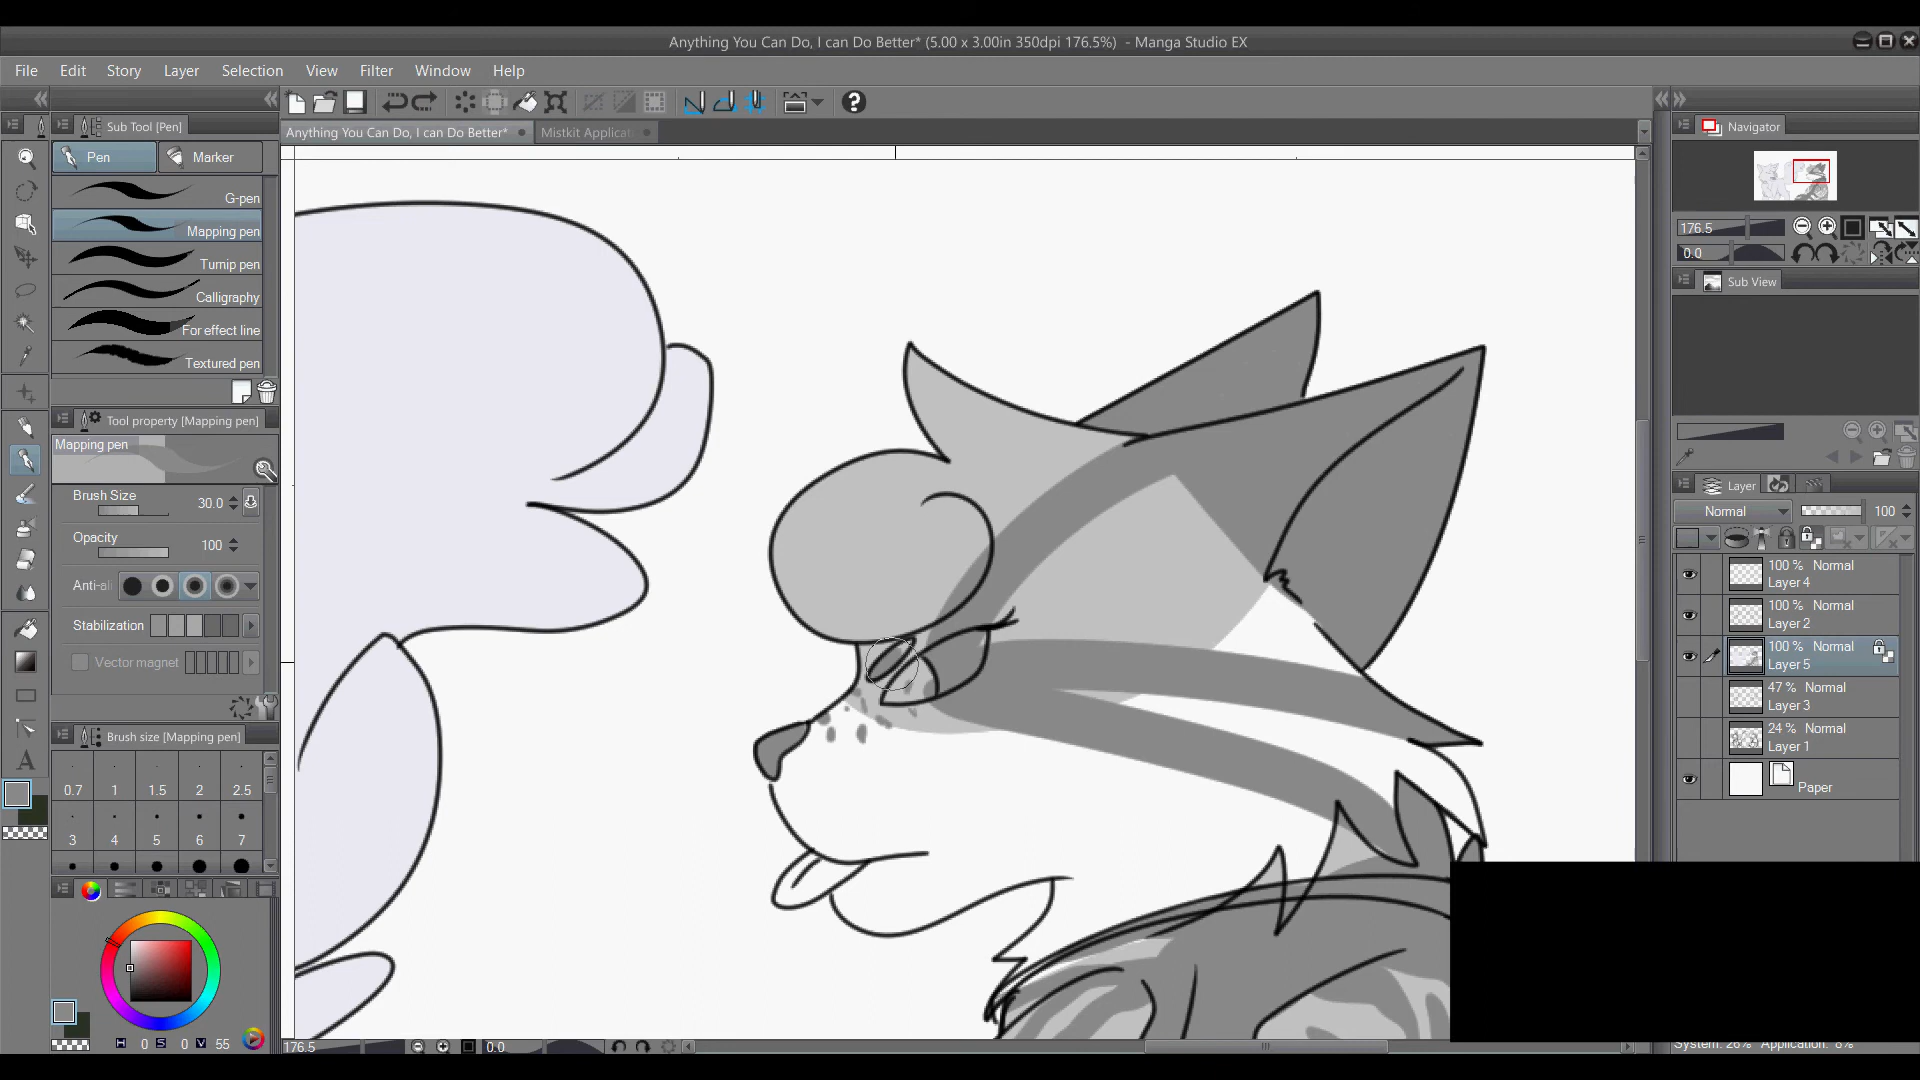 Anything You Can Do, I can Do Better* (5.00 x 3.00in 350dpi 176.5%) - Manga Studio EX
File Edit Story Layer Selection View Filter Window Help
Sub Tool [Pen]
Anything You Can Do, I can Do Better*
Mistkit Applicat
Navigator
Pen
Marker
G-pen
Mapping pen
Turnip pen
Calligraphy
For effect line
Textured pen
176.5
0.0
Sub View
Tool property [Mapping pen]
Mapping pen
Brush Size 30.0
Opacity 100
Anti-ali
Stabilization
Vector magnet
Layer
Normal 100
100 % Normal
Layer 4
100 % Normal
Layer 2
100 % Normal
Layer 5
47 % Normal
Layer 3
24 % Normal
Layer 1
Paper
Brush size [Mapping pen]
0.7 1 1.5 2 2.5
3 4 5 6 7
H 0 S 0 V 55
176.5 0.0
System: 26% Application: 8%